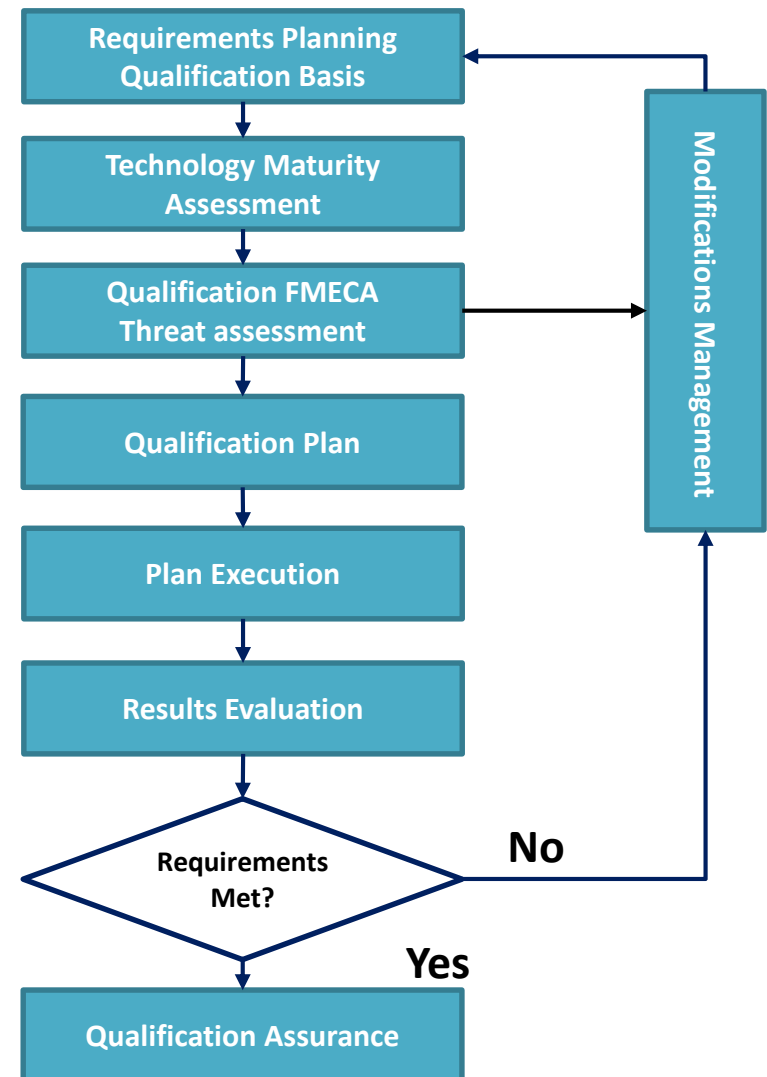 Requirements Planning
Qualification Basis
Technology Maturity
Assessment
Qualification FMECA
Threat assessment
Modifications Management
Qualification Plan
Plan Execution
Results Evaluation
Requirements
Met?
No
Yes
Qualification Assurance